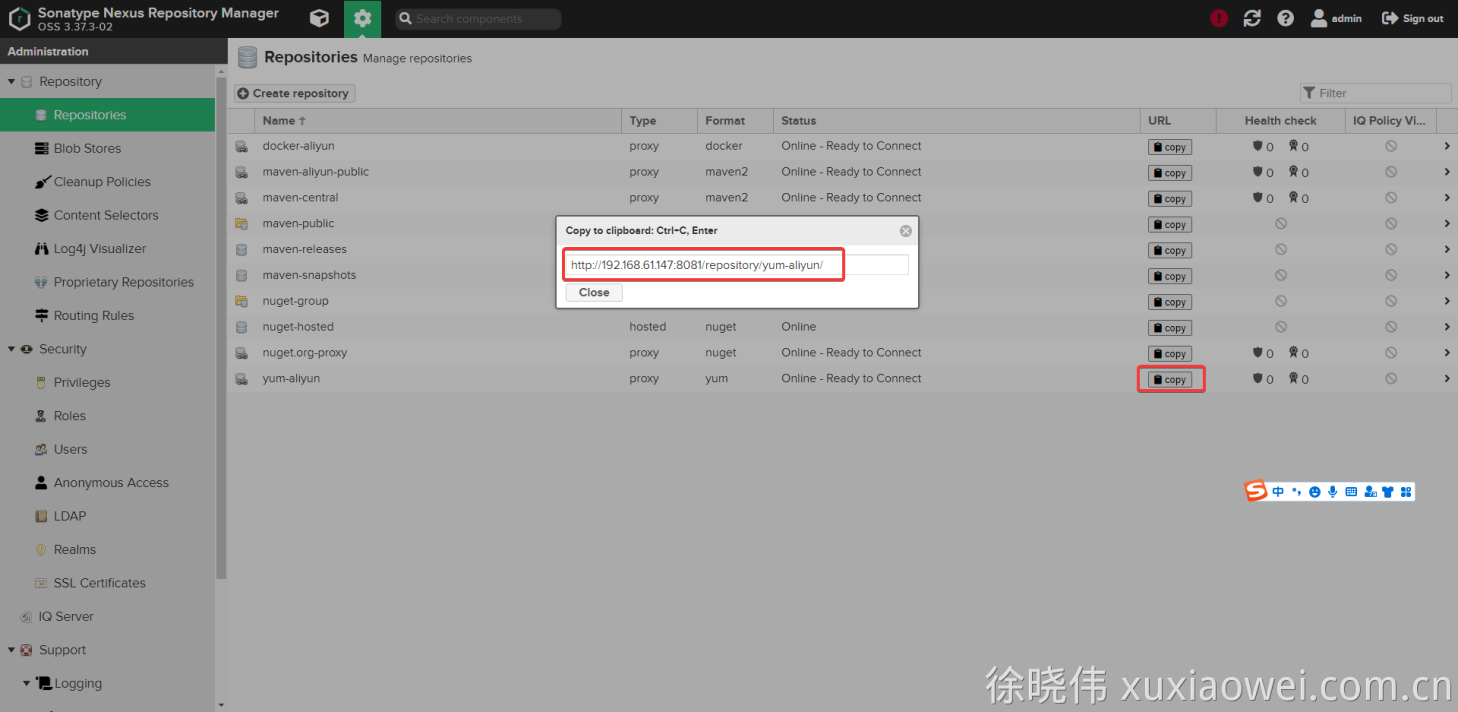 Sonatype Nexus Repository Manager
OSS 3.37.3-02
Search components
admin
Sign out
Administration
Repository
Repositories
Blob Stores
Cleanup Policies
Content Selectors
Log4j Visualizer
Proprietary Repositories
Routing Rules
Security
Privileges
Roles
Users
Anonymous Access
LDAP
Realms
SSL Certificates
IQ Server
Support
Logging
Repositories Manage repositories
Create repository
Filter
Name Type Format Status URL Health check IQ Policy Vi...
docker-aliyun proxy docker Online - Ready to Connect copy 0 0
maven-aliyun-public proxy maven2 Online - Ready to Connect copy 0 0
maven-central proxy maven2 Online - Ready to Connect copy 0 0
maven-public copy
maven-releases copy
maven-snapshots copy
nuget-group copy
nuget-hosted hosted nuget Online copy
nuget.org-proxy proxy nuget Online - Ready to Connect copy 0 0
yum-aliyun proxy yum Online - Ready to Connect copy 0 0
Copy to clipboard: Ctrl+C, Enter
http://192.168.61.147:8081/repository/yum-aliyun/
Close
中
徐晓伟 xuxiaowei.com.cn